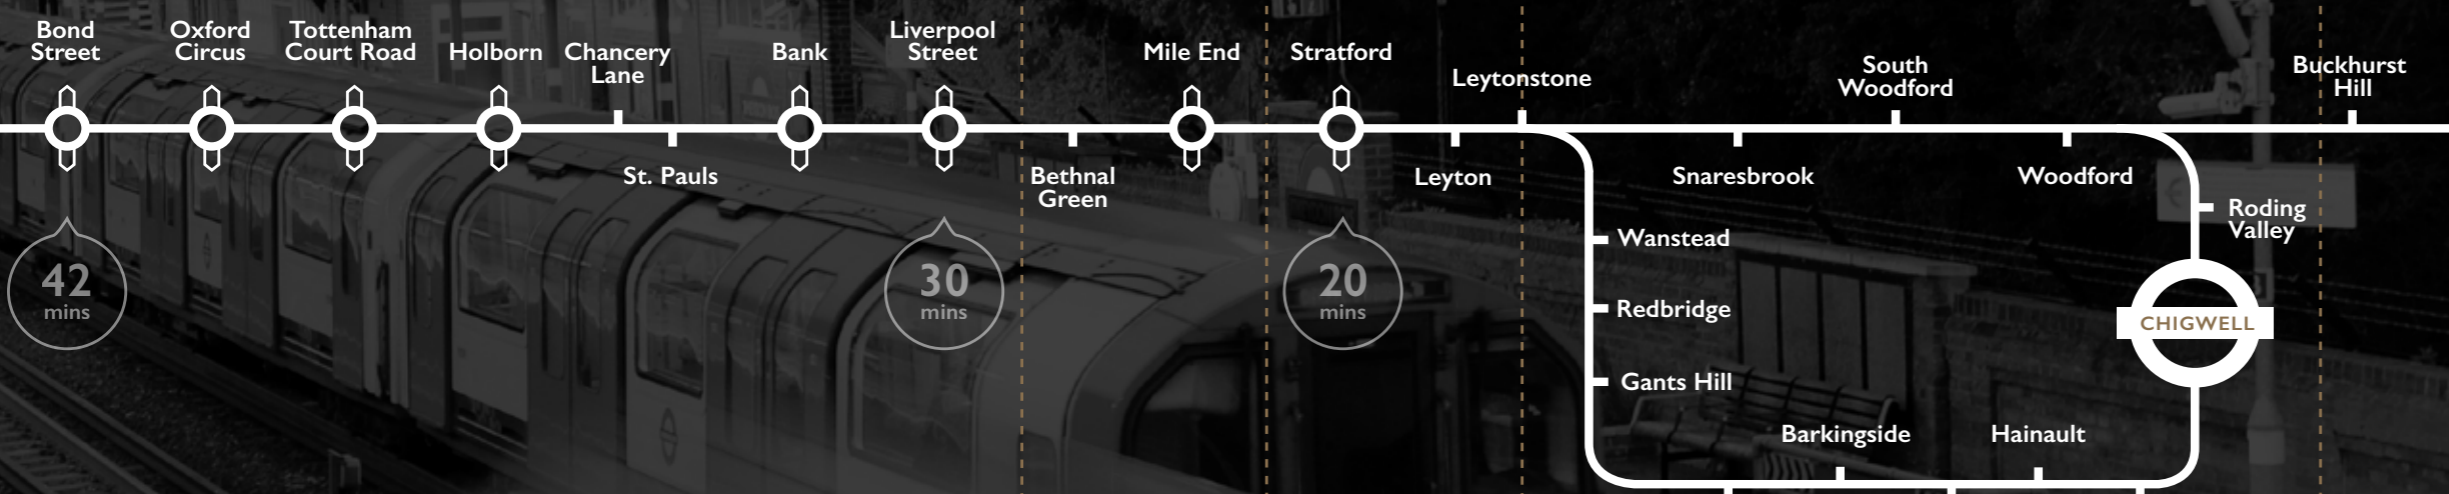 Bond
Street
Oxford
Circus
Tottenham
Court Road
Holborn
Chancery
Lane
St. Pauls
Bank
Liverpool
Street
Bethnal
Green
Mile End
Stratford
Leyton
Leytonstone
Snaresbrook
South
Woodford
Woodford
Buckhurst
Hill
Roding
Valley
Wanstead
Redbridge
Gants Hill
Barkingside
Hainault
CHIGWELL
42
mins
30
mins
20
mins